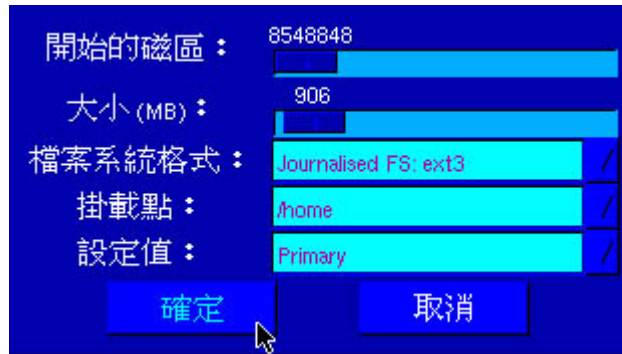 開始的磁區：
8548848
大小(MB)：
906
檔案系統格式：
Journalised FS: ext3
掛載點：
/home
設定值：
Primary
確定
取消